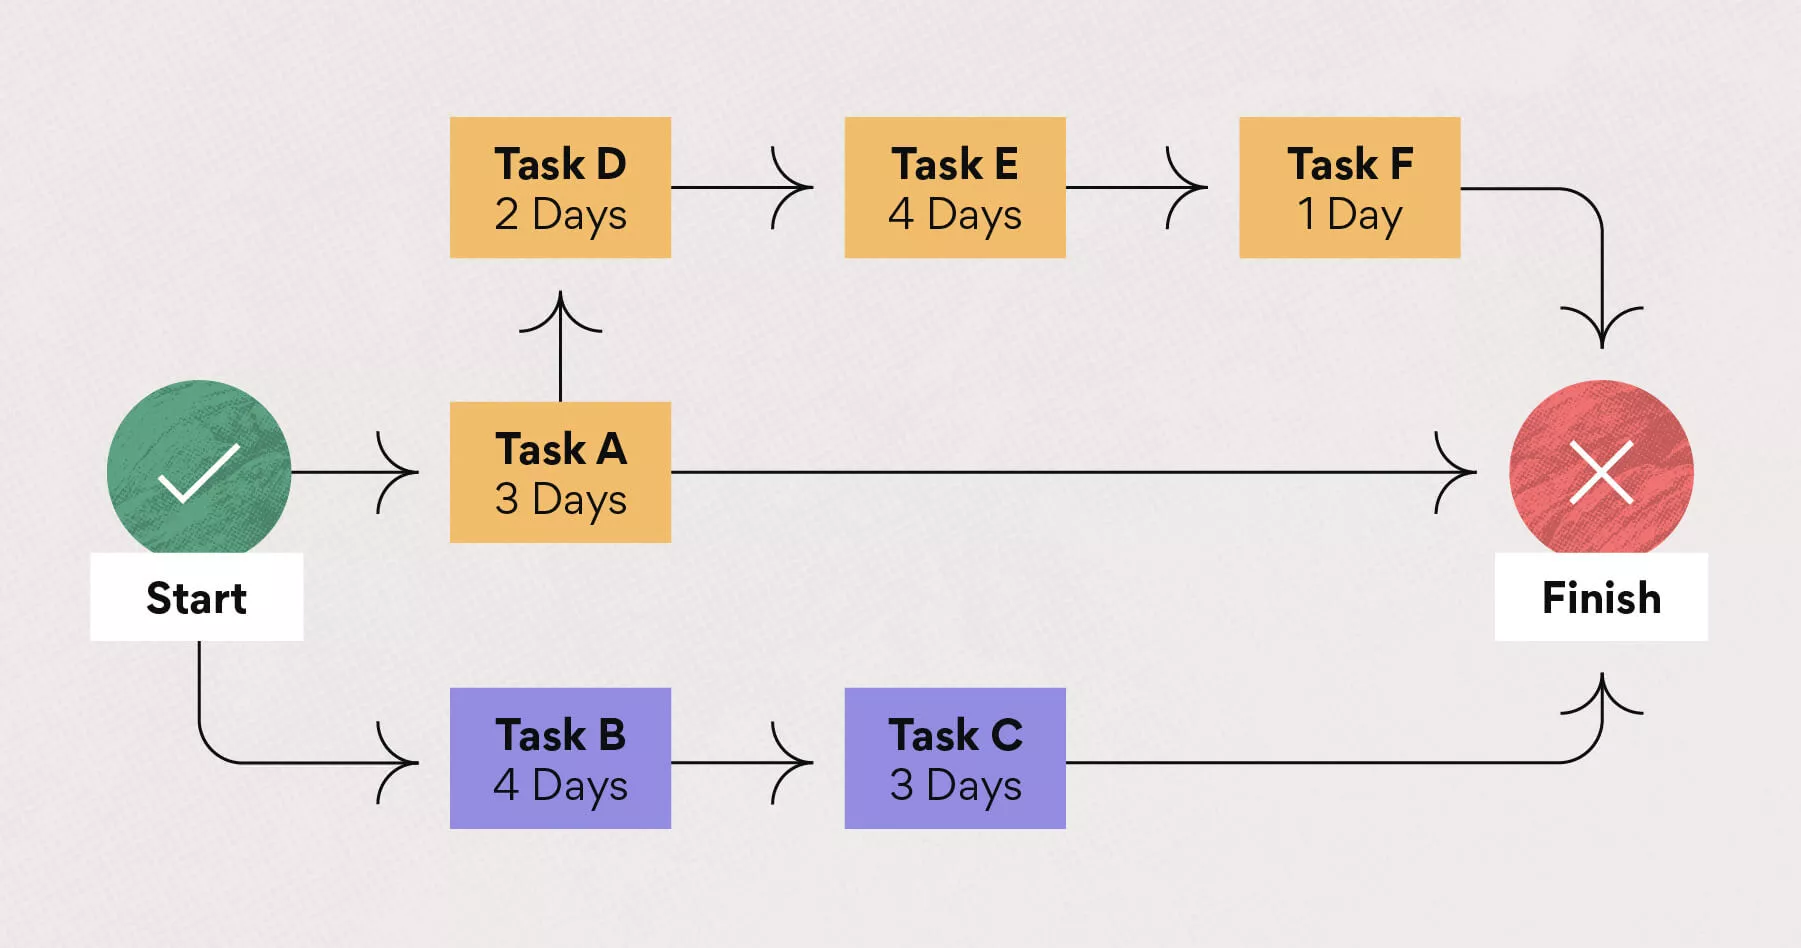 Task D
2 Days
Task E
4 Days
Task F
1 Day
Task A
3 Days
Start
Finish
Task B
4 Days
Task C
3 Days